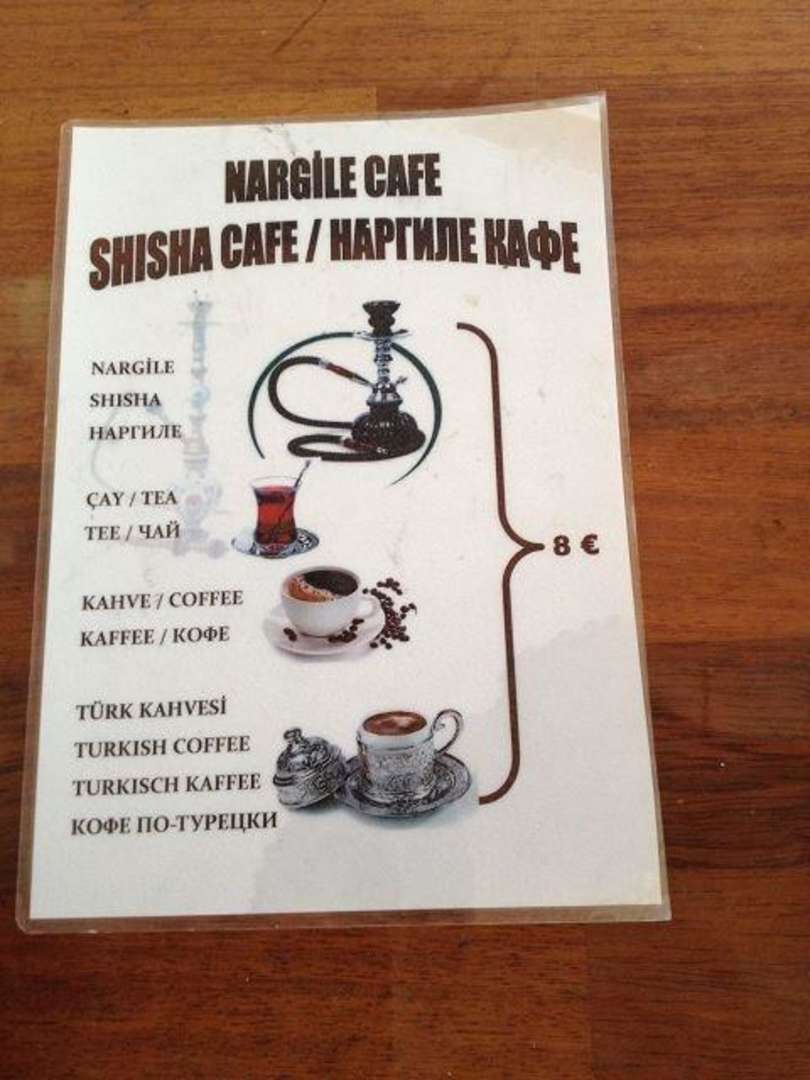 NARGİLE CAFE
SHISHA CAFE / НАРГИЛЕ КАФЕ
NARGİLE
SHISHA
НАРГИЛЕ
ÇAY / TEA
TEE / ЧАЙ
KAHVE / COFFEE
KAFFEE / КОФЕ
8 €
TÜRK KAHVESİ
TURKISH COFFEE
TURKISCH KAFFEE
КОФЕ ПО-ТУРЕЦКИ